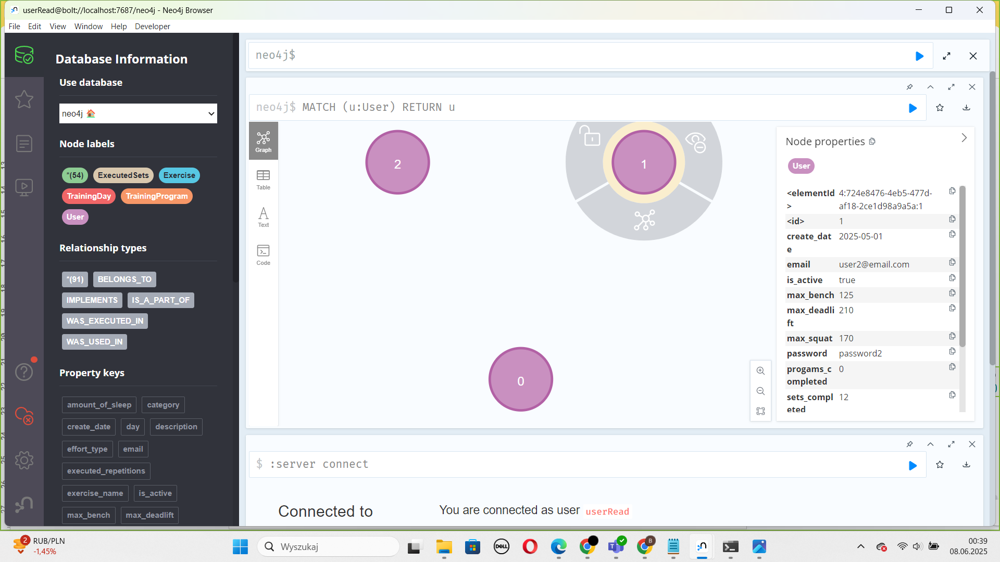 userRead@bolt://localhost:7687/neo4j - Neo4j Browser
File Edit View Window Help Developer
Database Information
Use database
neo4j
Node labels
*(54) ExecutedSets Exercise
TrainingDay TrainingProgram
User
Relationship types
*(91) BELONGS_TO
IMPLEMENTS IS_A_PART_OF
WAS_EXECUTED_IN
WAS_USED_IN
Property keys
amount_of_sleep category
create_date day description
effort_type email
executed_repetitions
exercise_name is_active
max_bench max_deadlift
neo4j$
neo4j$ MATCH (u:User) RETURN u
Graph
Table
Text
Code
2
1
0
Node properties
User
<elementId> 4:724e8476-4eb5-477d-
af18-2ce1d98a9a5a:1
<id> 1
create_date 2025-05-01
email user2@email.com
is_active true
max_bench 125
max_deadlift 210
max_squat 170
password password2
progams_completed 0
sets_completed 12
$ :server connect
Connected to
You are connected as user userRead
2
RUB/PLN
-1,45%
Wyszukaj
DELL
B
00:39
08.06.2025